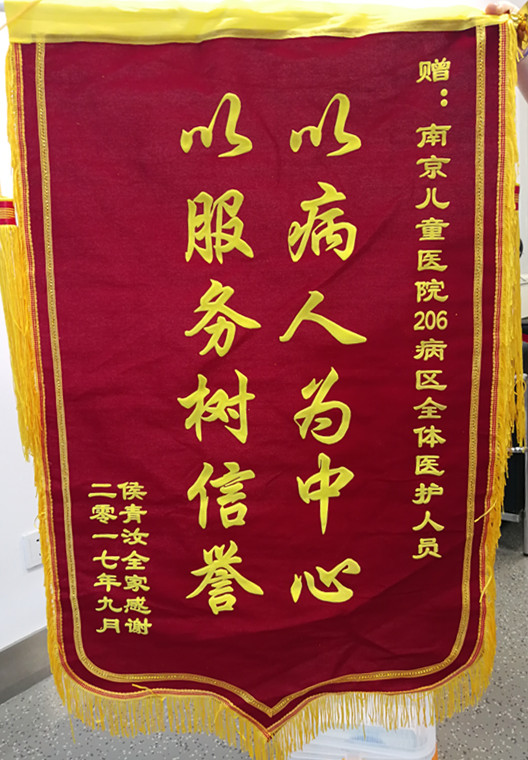 赠：南京儿童医院206病区全体医护人员
以病人为中心
以服务树信誉
侯青汝全家感谢
二零一七年九月